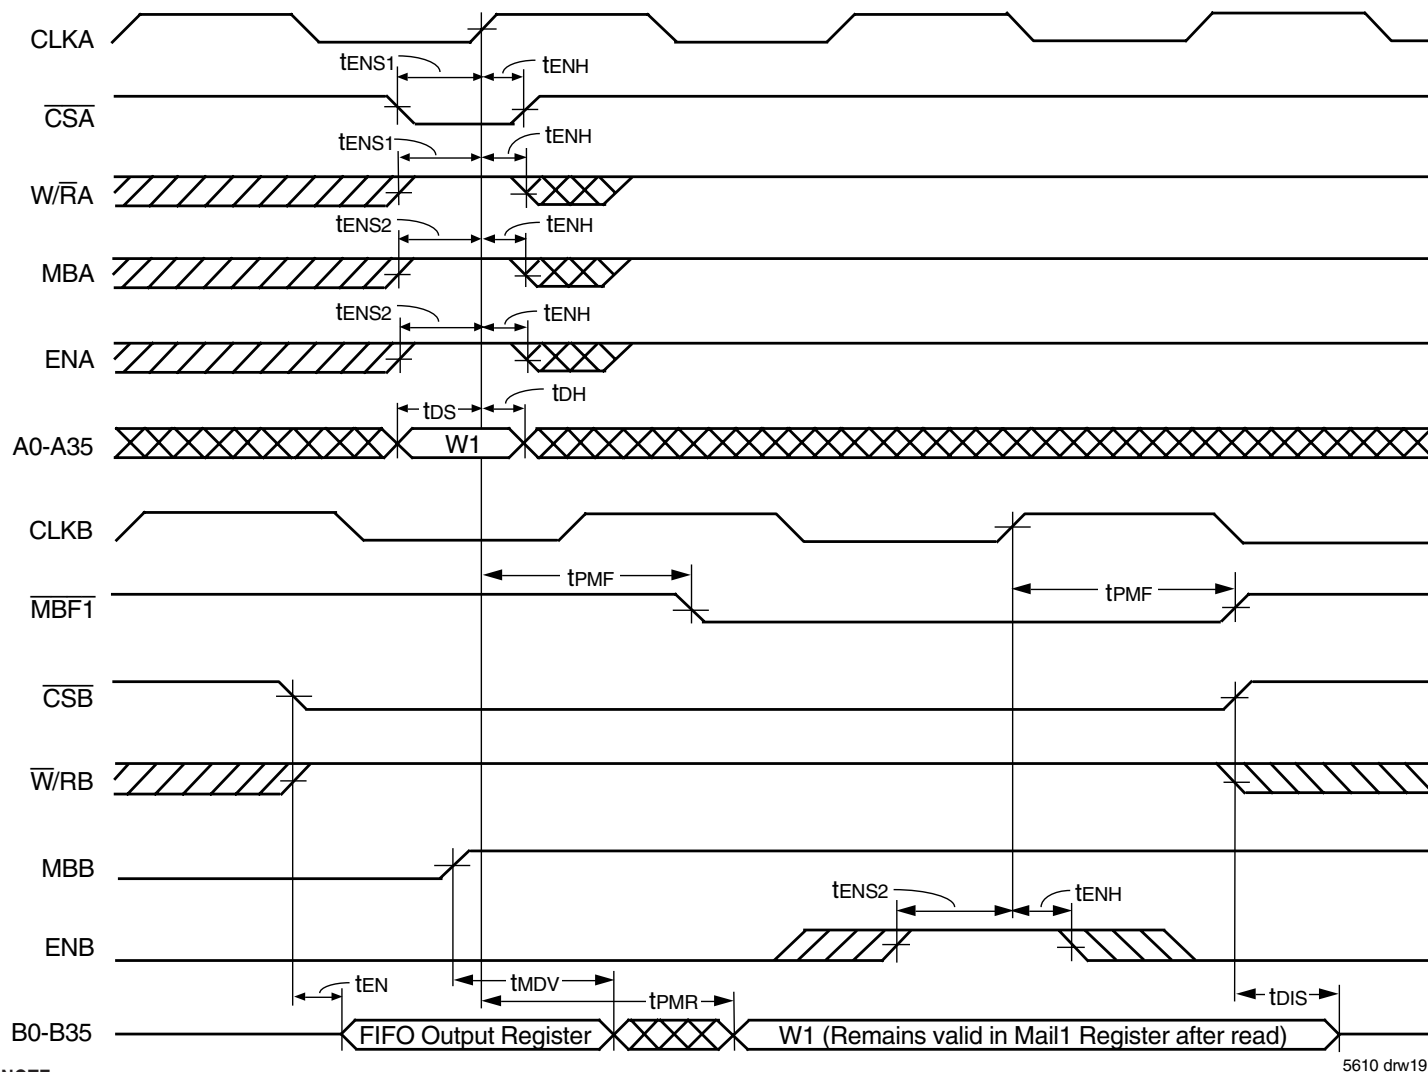 CLKA
tENS1
tENH
CSA
tENS1
tENH
W/RA
tENS2
tENH
MBA
tENS2
tENH
ENA
tDS
tDH
A0-A35
W1
CLKB
tPMF
tPMF
MBF1
CSB
W/RB
MBB
tENS2
tENH
ENB
tEN
tMDV
tPMR
tDIS
B0-B35
FIFO Output Register
W1 (Remains valid in Mail1 Register after read)
5610 drw19